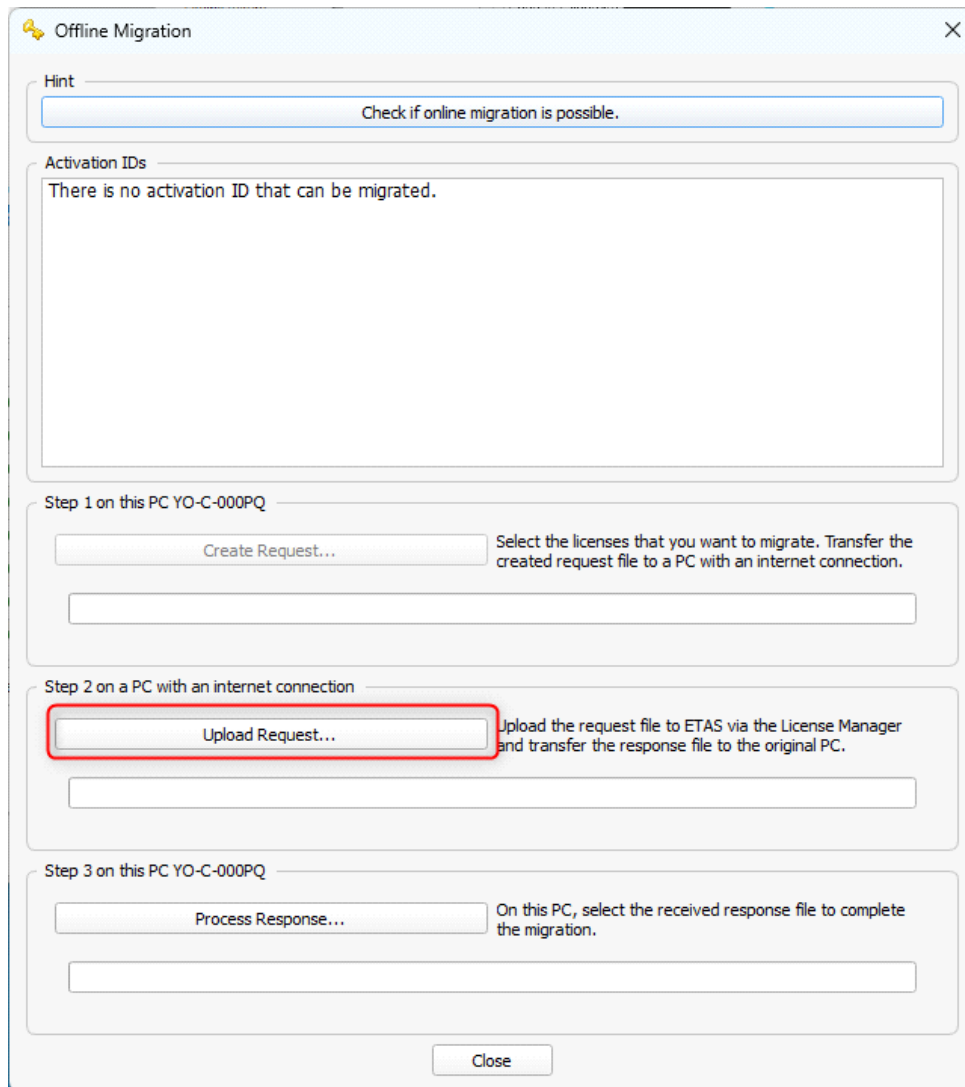 Offline Migration
Hint
Check if online migration is possible.
Activation IDs
There is no activation ID that can be migrated.
Step 1 on this PC YO-C-000PQ
Create Request...
Select the licenses that you want to migrate. Transfer the
created request file to a PC with an internet connection.
Step 2 on a PC with an internet connection
Upload Request...
Upload the request file to ETAS via the License Manager
and transfer the response file to the original PC.
Step 3 on this PC YO-C-000PQ
Process Response...
On this PC, select the received response file to complete
the migration.
Close